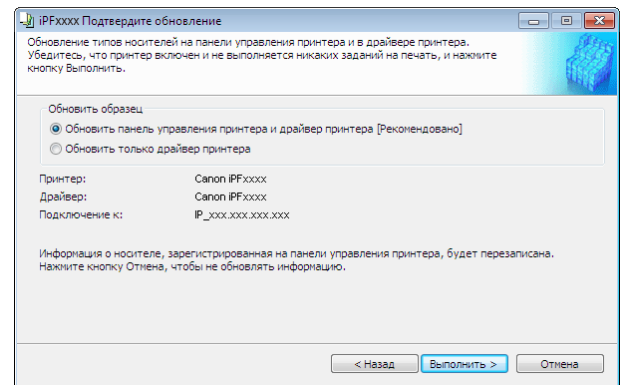 iPFxxxx Подтвердите обновление
Обновление типов носителей на панели управления принтера и в драйвере принтера.
Убедитесь, что принтер включен и не выполняется никаких заданий на печать, и нажмите
кнопку Выполнить.
Обновить образец
Обновить панель управления принтера и драйвер принтера [Рекомендовано]
Обновить только драйвер принтера
Принтер: Canon iPFxxxx
Драйвер: Canon iPFxxxx
Подключение к: IP_xxx.xxx.xxx.xxx
Информация о носителе, зарегистрированная на панели управления принтера, будет перезаписана.
Нажмите кнопку Отмена, чтобы не обновлять информацию.
< Назад Выполнить > Отмена